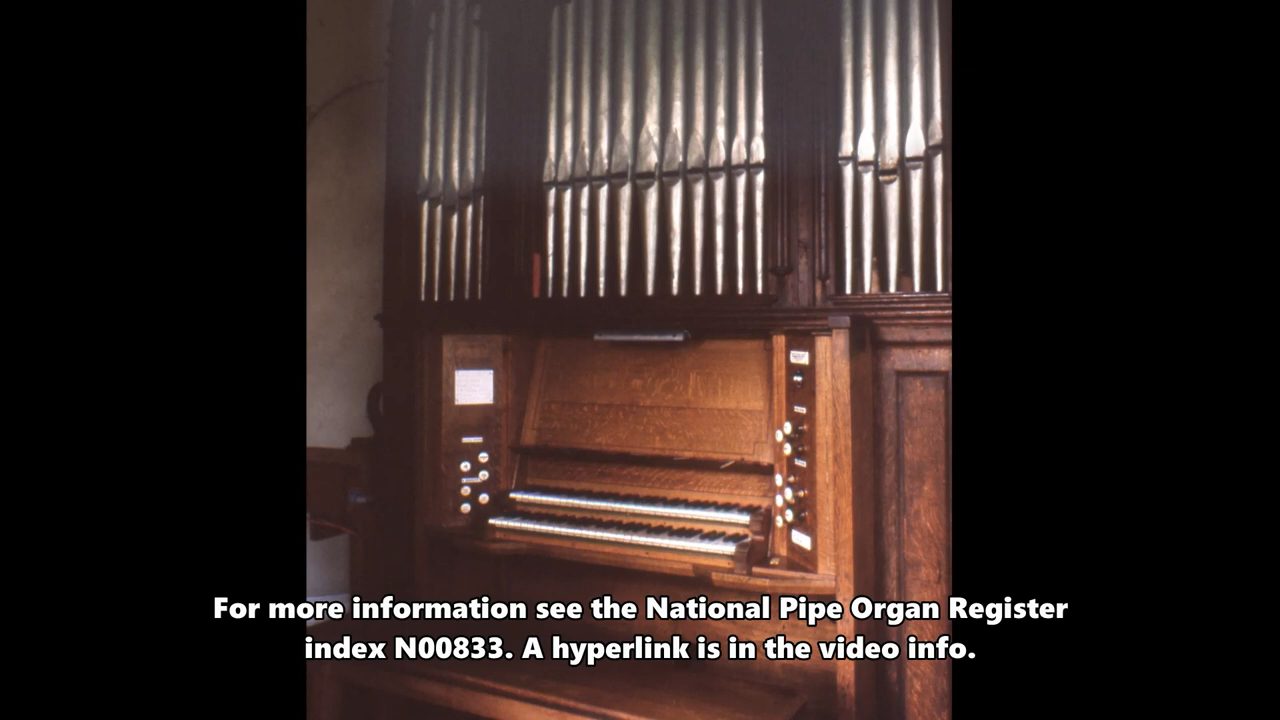 For more information see the National Pipe Organ Register
index N00833. A hyperlink is in the video info.